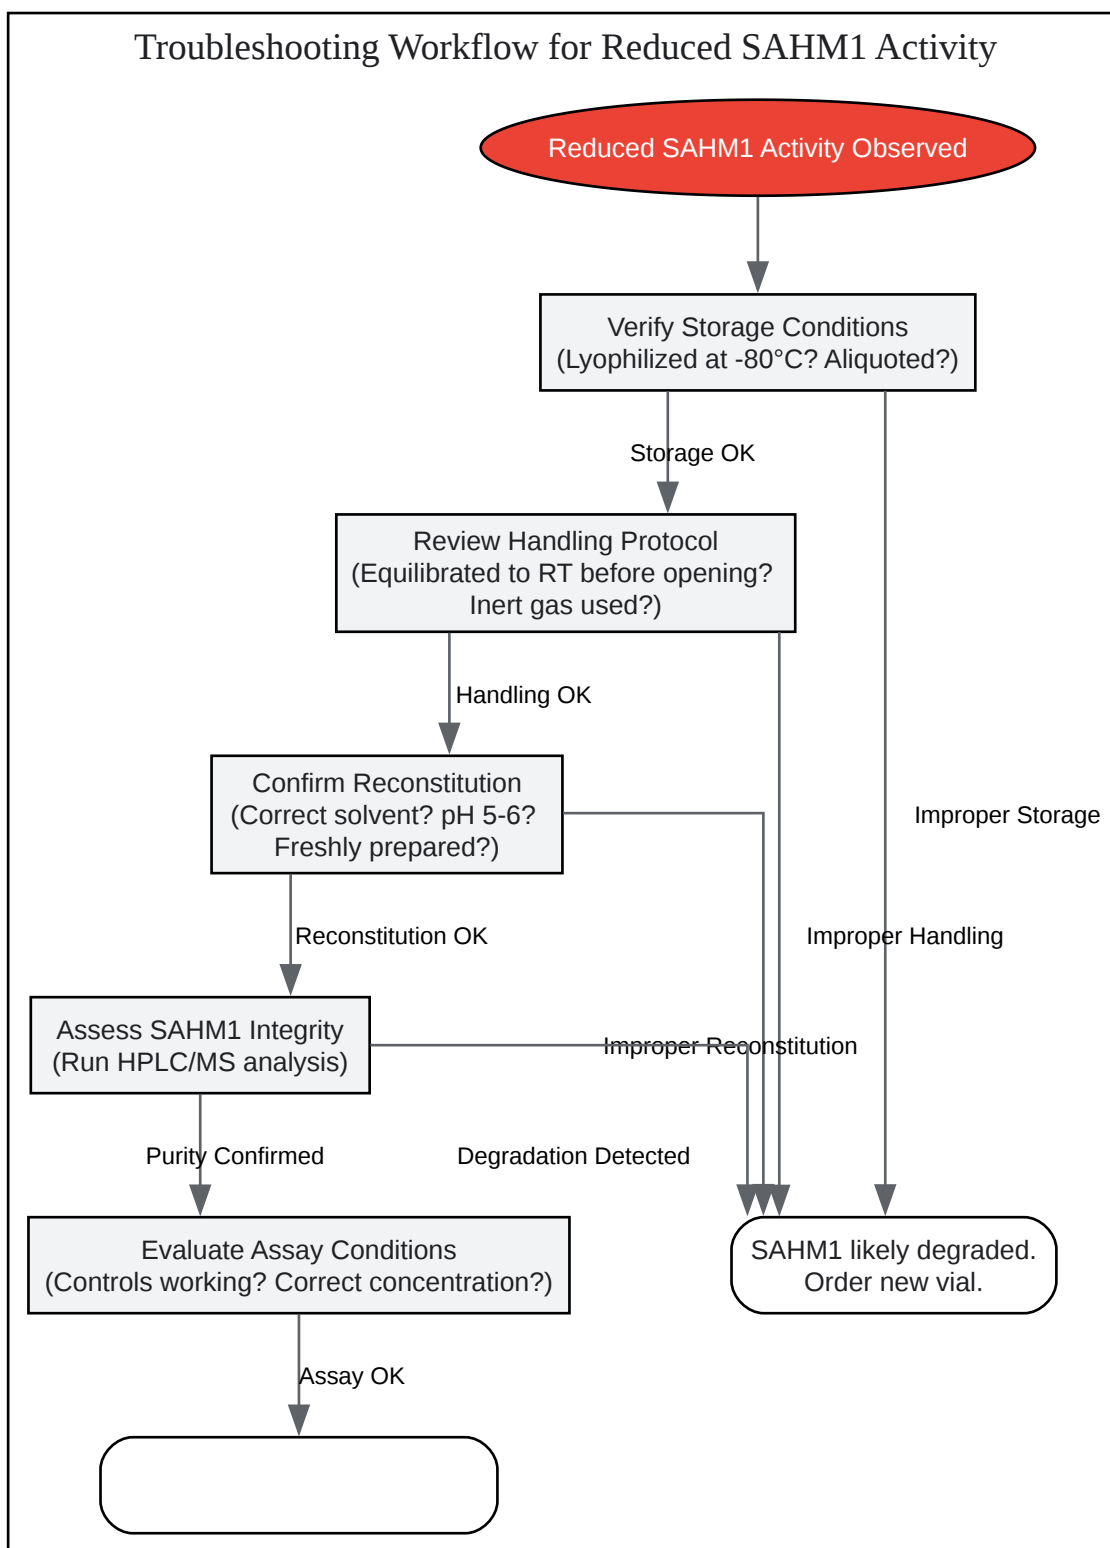 Troubleshooting Workflow for Reduced SAHM1 Activity
Reduced SAHM1 Activity Observed
Verify Storage Conditions
(Lyophilized at -80°C? Aliquoted?)
Storage OK
Review Handling Protocol
(Equilibrated to RT before opening?
Inert gas used?)
Handling OK
Confirm Reconstitution
(Correct solvent? pH 5-6?
Freshly prepared?)
Improper Storage
Reconstitution OK
Improper Handling
Assess SAHM1 Integrity
(Run HPLC/MS analysis)
Improper Reconstitution
Purity Confirmed
Degradation Detected
Evaluate Assay Conditions
(Controls working? Correct concentration?)
SAHM1 likely degraded.
Order new vial.
Assay OK